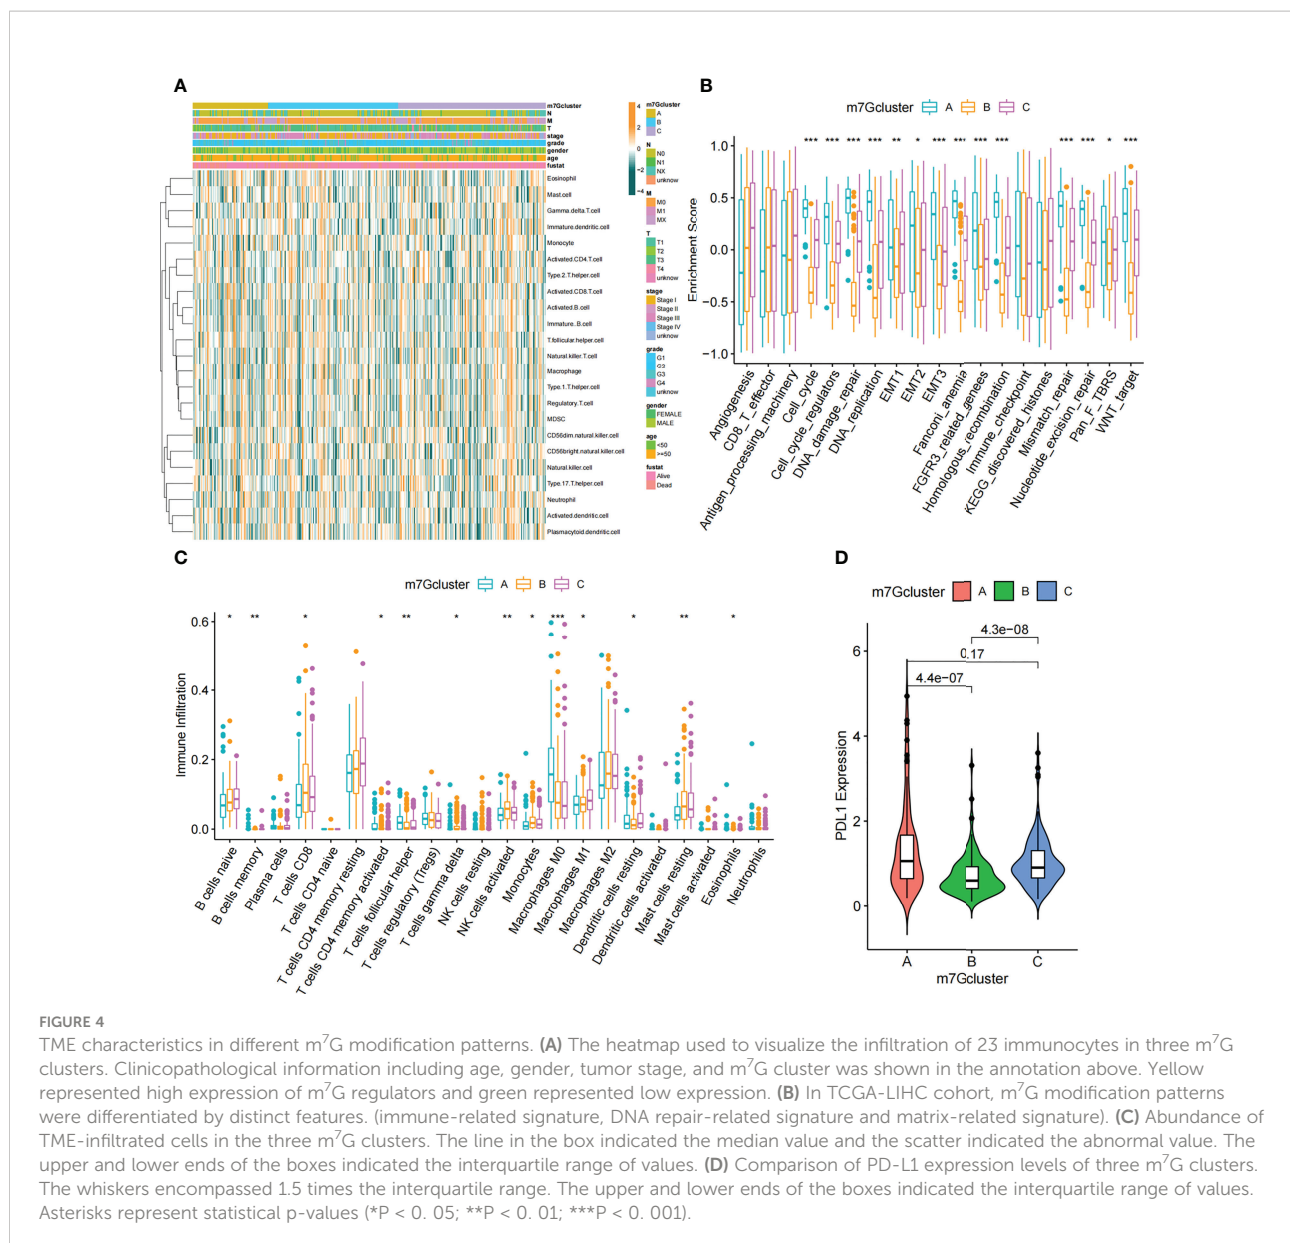 A
m7Gcluster
N
M
T
stage
grade
gender
age
fustat
Eosinophil
Mast.cell
Gamma.delta.T.cell
Immature.dendritic.cell
Monocyte
Activated.CD4.T.cell
Type.2.T.helper.cell
Activated.CD8.T.cell
Activated.B.cell
Immature..B.cell
T.follicular.helper.cell
Natural.killer.T.cell
Macrophage
Type.1.T.helper.cell
Regulatory.T.cell
MDSC
CD56dim.natural.killer.cell
CD56bright.natural.killer.cell
Natural.killer.cell
Type.17.T.helper.cell
Neutrophil
Activated.dendritic.cell
Plasmacytoid.dendritic.cell
4
2
0
−2
−4
m7Gcluster
A
B
C
N
N0
N1
NX
unknow
M
M0
M1
MX
T
T1
T2
T3
T4
unknow
stage
Stage I
Stage II
Stage III
Stage IV
unknow
grade
G1
G2
G3
G4
unknow
gender
FEMALE
MALE
age
<50
>=50
fustat
Alive
Dead
B
m7Gcluster A B C
*** *** *** *** ** * *** *** *** *** *** *** * ***
1.0
0.5
0.0
−0.5
−1.0
Enrichment Score
Angiogenesis
CD8_T_effector
Antigen_processing_machinery
Cell_cycle
Cell_cycle_regulators
DNA_damage_repair
DNA_replication
EMT1
EMT2
EMT3
Fanconi_anemia
FGFR3_related_genees
Homologous_recombination
Immune_checkpoint
KEGG_discovered_histones
Mismatch_repair
Nucleotide_excision_repair
Pan_F_TBRS
WNT_target
C
m7Gcluster A B C
* ** * * ** * ** * *** * * ** *
0.6
0.4
0.2
0.0
Immune Infiltration
B cells naive
B cells memory
Plasma cells
T cells CD8
T cells CD4 naive
T cells CD4 memory resting
T cells CD4 memory activated
T cells follicular helper
T cells regulatory (Tregs)
T cells gamma delta
NK cells resting
NK cells activated
Monocytes
Macrophages M0
Macrophages M1
Macrophages M2
Dendritic cells resting
Dendritic cells activated
Mast cells resting
Mast cells activated
Eosinophils
Neutrophils
D
m7Gcluster A B C
4.3e−08
0.17
4.4e−07
6
4
2
0
PDL1 Expression
A B C
m7Gcluster
FIGURE 4
TME characteristics in different m⁷G modification patterns. (A) The heatmap used to visualize the infiltration of 23 immunocytes in three m⁷G
clusters. Clinicopathological information including age, gender, tumor stage, and m⁷G cluster was shown in the annotation above. Yellow
represented high expression of m⁷G regulators and green represented low expression. (B) In TCGA-LIHC cohort, m⁷G modification patterns
were differentiated by distinct features. (immune-related signature, DNA repair-related signature and matrix-related signature). (C) Abundance of
TME-infiltrated cells in the three m⁷G clusters. The line in the box indicated the median value and the scatter indicated the abnormal value. The
upper and lower ends of the boxes indicated the interquartile range of values. (D) Comparison of PD-L1 expression levels of three m⁷G clusters.
The whiskers encompassed 1.5 times the interquartile range. The upper and lower ends of the boxes indicated the interquartile range of values.
Asterisks represent statistical p-values (*P < 0. 05; **P < 0. 01; ***P < 0. 001).